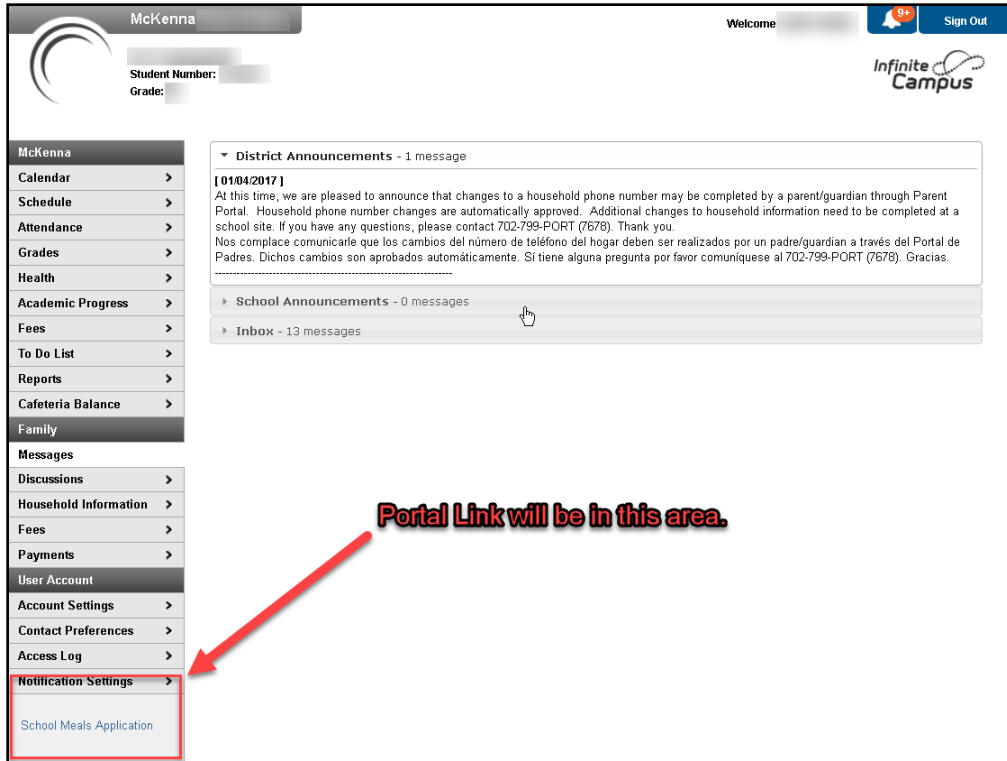 McKenna
Welcome
9+
Sign Out
Student Number:
Grade:
Infinite
Campus
McKenna
Calendar
Schedule
Attendance
Grades
Health
Academic Progress
Fees
To Do List
Reports
Cafeteria Balance
Family
Messages
Discussions
Household Information
Fees
Payments
User Account
Account Settings
Contact Preferences
Access Log
Notification Settings
School Meals Application
District Announcements - 1 message
[ 01/04/2017 ]
At this time, we are pleased to announce that changes to a household phone number may be completed by a parent/guardian through Parent
Portal. Household phone number changes are automatically approved. Additional changes to household information need to be completed at a
school site. If you have any questions, please contact 702-799-PORT (7678). Thank you.
Nos complace comunicarle que los cambios del número de teléfono del hogar deben ser realizados por un padre/guardian a través del Portal de
Padres. Dichos cambios son aprobados automáticamente. Sí tiene alguna pregunta por favor comuníquese al 702-799-PORT (7678). Gracias.
------------------------------------------------------------------
School Announcements - 0 messages
Inbox - 13 messages
Portal Link will be in this area.